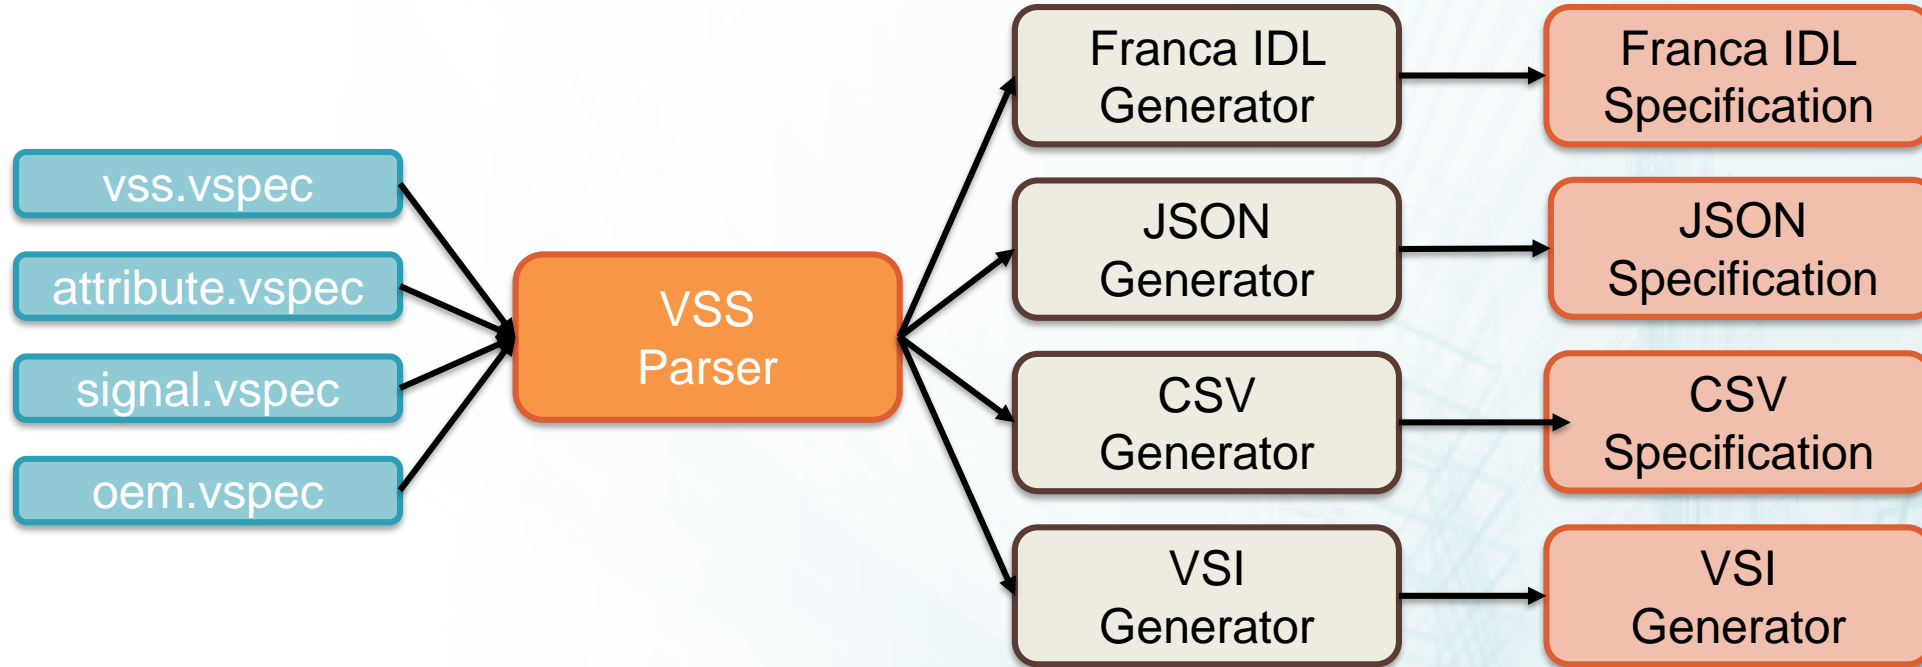 vss.vspec
attribute.vspec
signal.vspec
oem.vspec
VSS
Parser
Franca IDL
Generator
JSON
Generator
CSV
Generator
VSI
Generator
Franca IDL
Specification
JSON
Specification
CSV
Specification
VSI
Generator